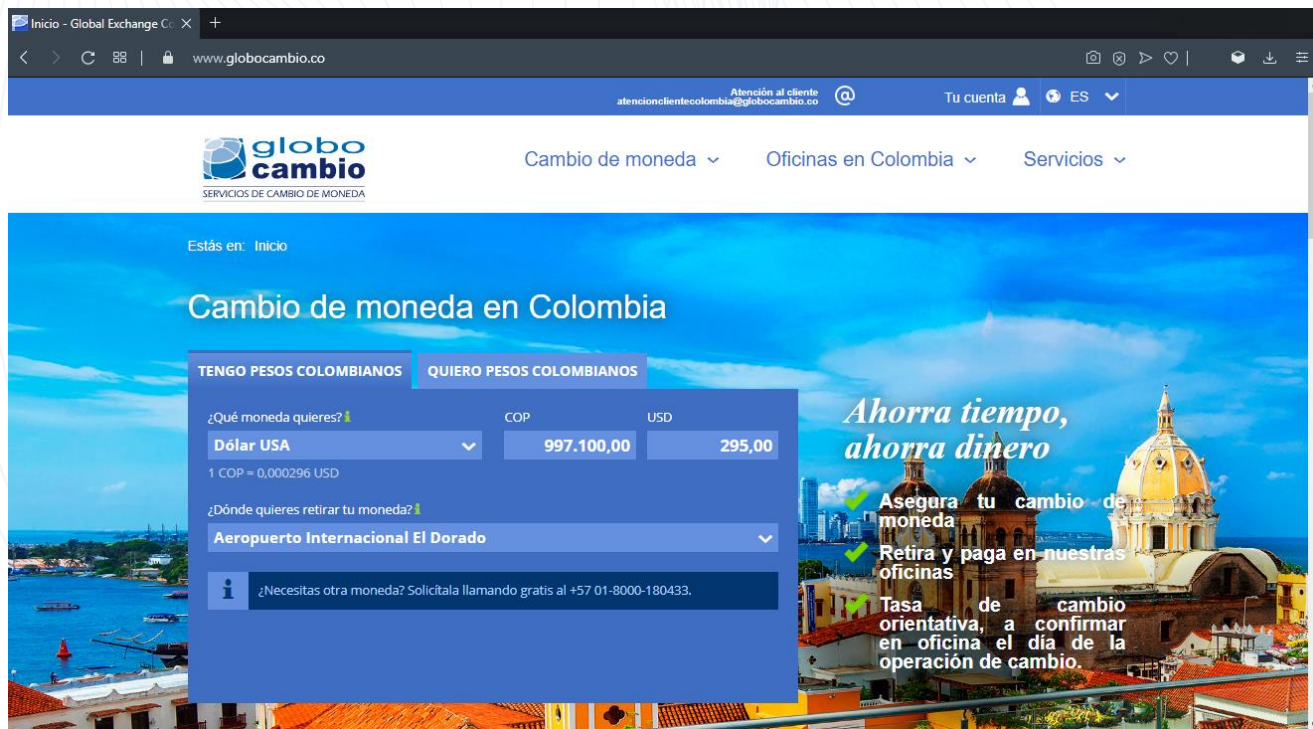 Inicio - Global Exchange Co
www.globocambio.co
Atención al cliente
atencionclientecolombia@globocambio.co
Tu cuenta
ES
globo
cambio
SERVICIOS DE CAMBIO DE MONEDA
Cambio de moneda
Oficinas en Colombia
Servicios
Estás en: Inicio
Cambio de moneda en Colombia
TENGO PESOS COLOMBIANOS
QUIERO PESOS COLOMBIANOS
¿Qué moneda quieres?
COP
USD
Dólar USA
997.100,00
295,00
1 COP = 0,000296 USD
¿Dónde quieres retirar tu moneda?
Aeropuerto Internacional El Dorado
¿Necesitas otra moneda? Solicítala llamando gratis al +57 01-8000-180433.
Ahorra tiempo,
ahorra dinero
Asegura tu cambio de
moneda
Retira y paga en nuestras
oficinas
Tasa de cambio
orientativa, a confirmar
en oficina el día de la
operación de cambio.